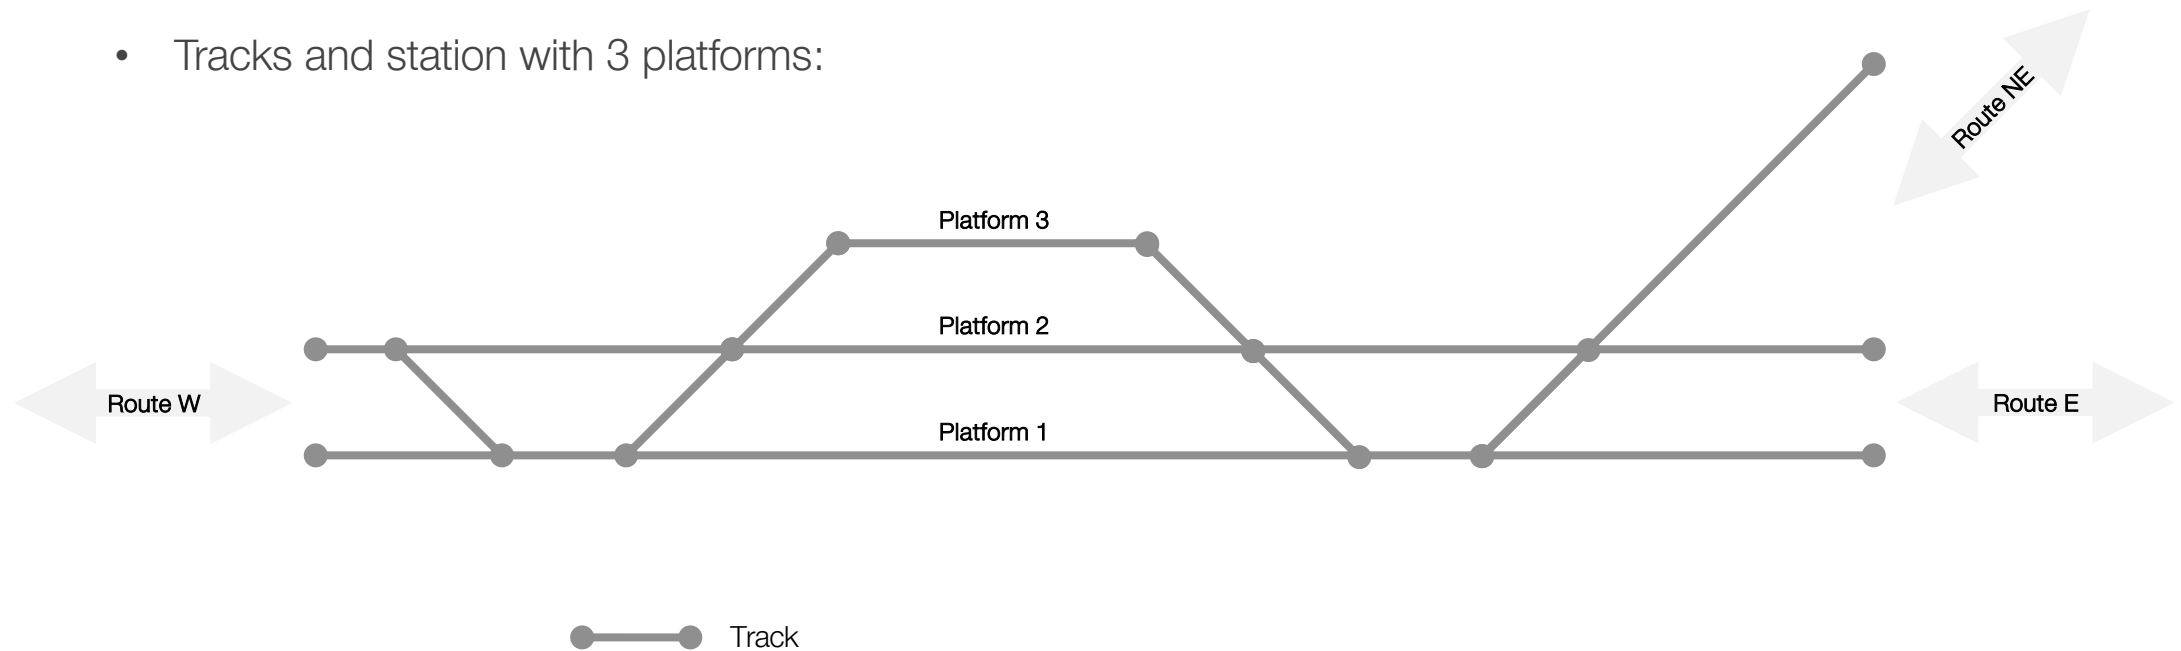 • Tracks and station with 3 platforms:
Route NE
Platform 3
Platform 2
Route W
Route E
Platform 1
Track